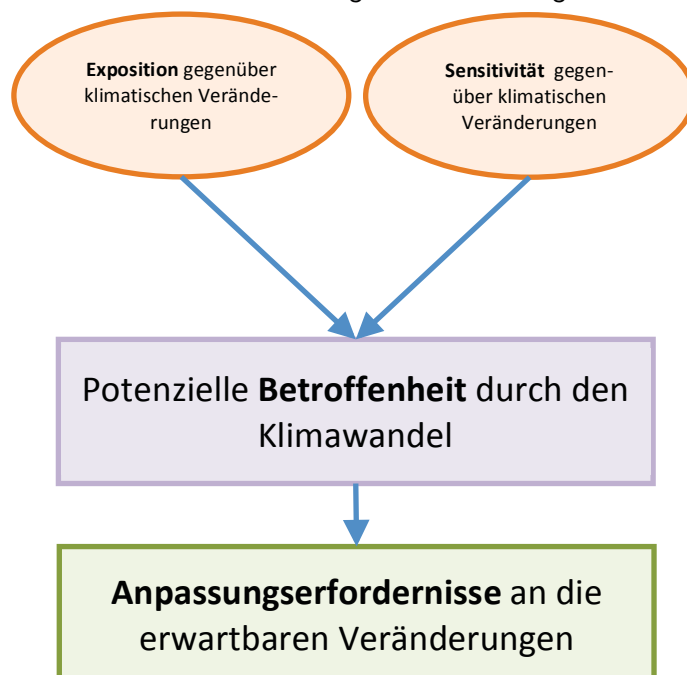 Exposition gegenüber
klimatischen Verände-
rungen
Sensitivität gegen-
über klimatischen
Veränderungen
Potenzielle Betroffenheit durch den
Klimawandel
Anpassungserfordernisse an die
erwartbaren Veränderungen